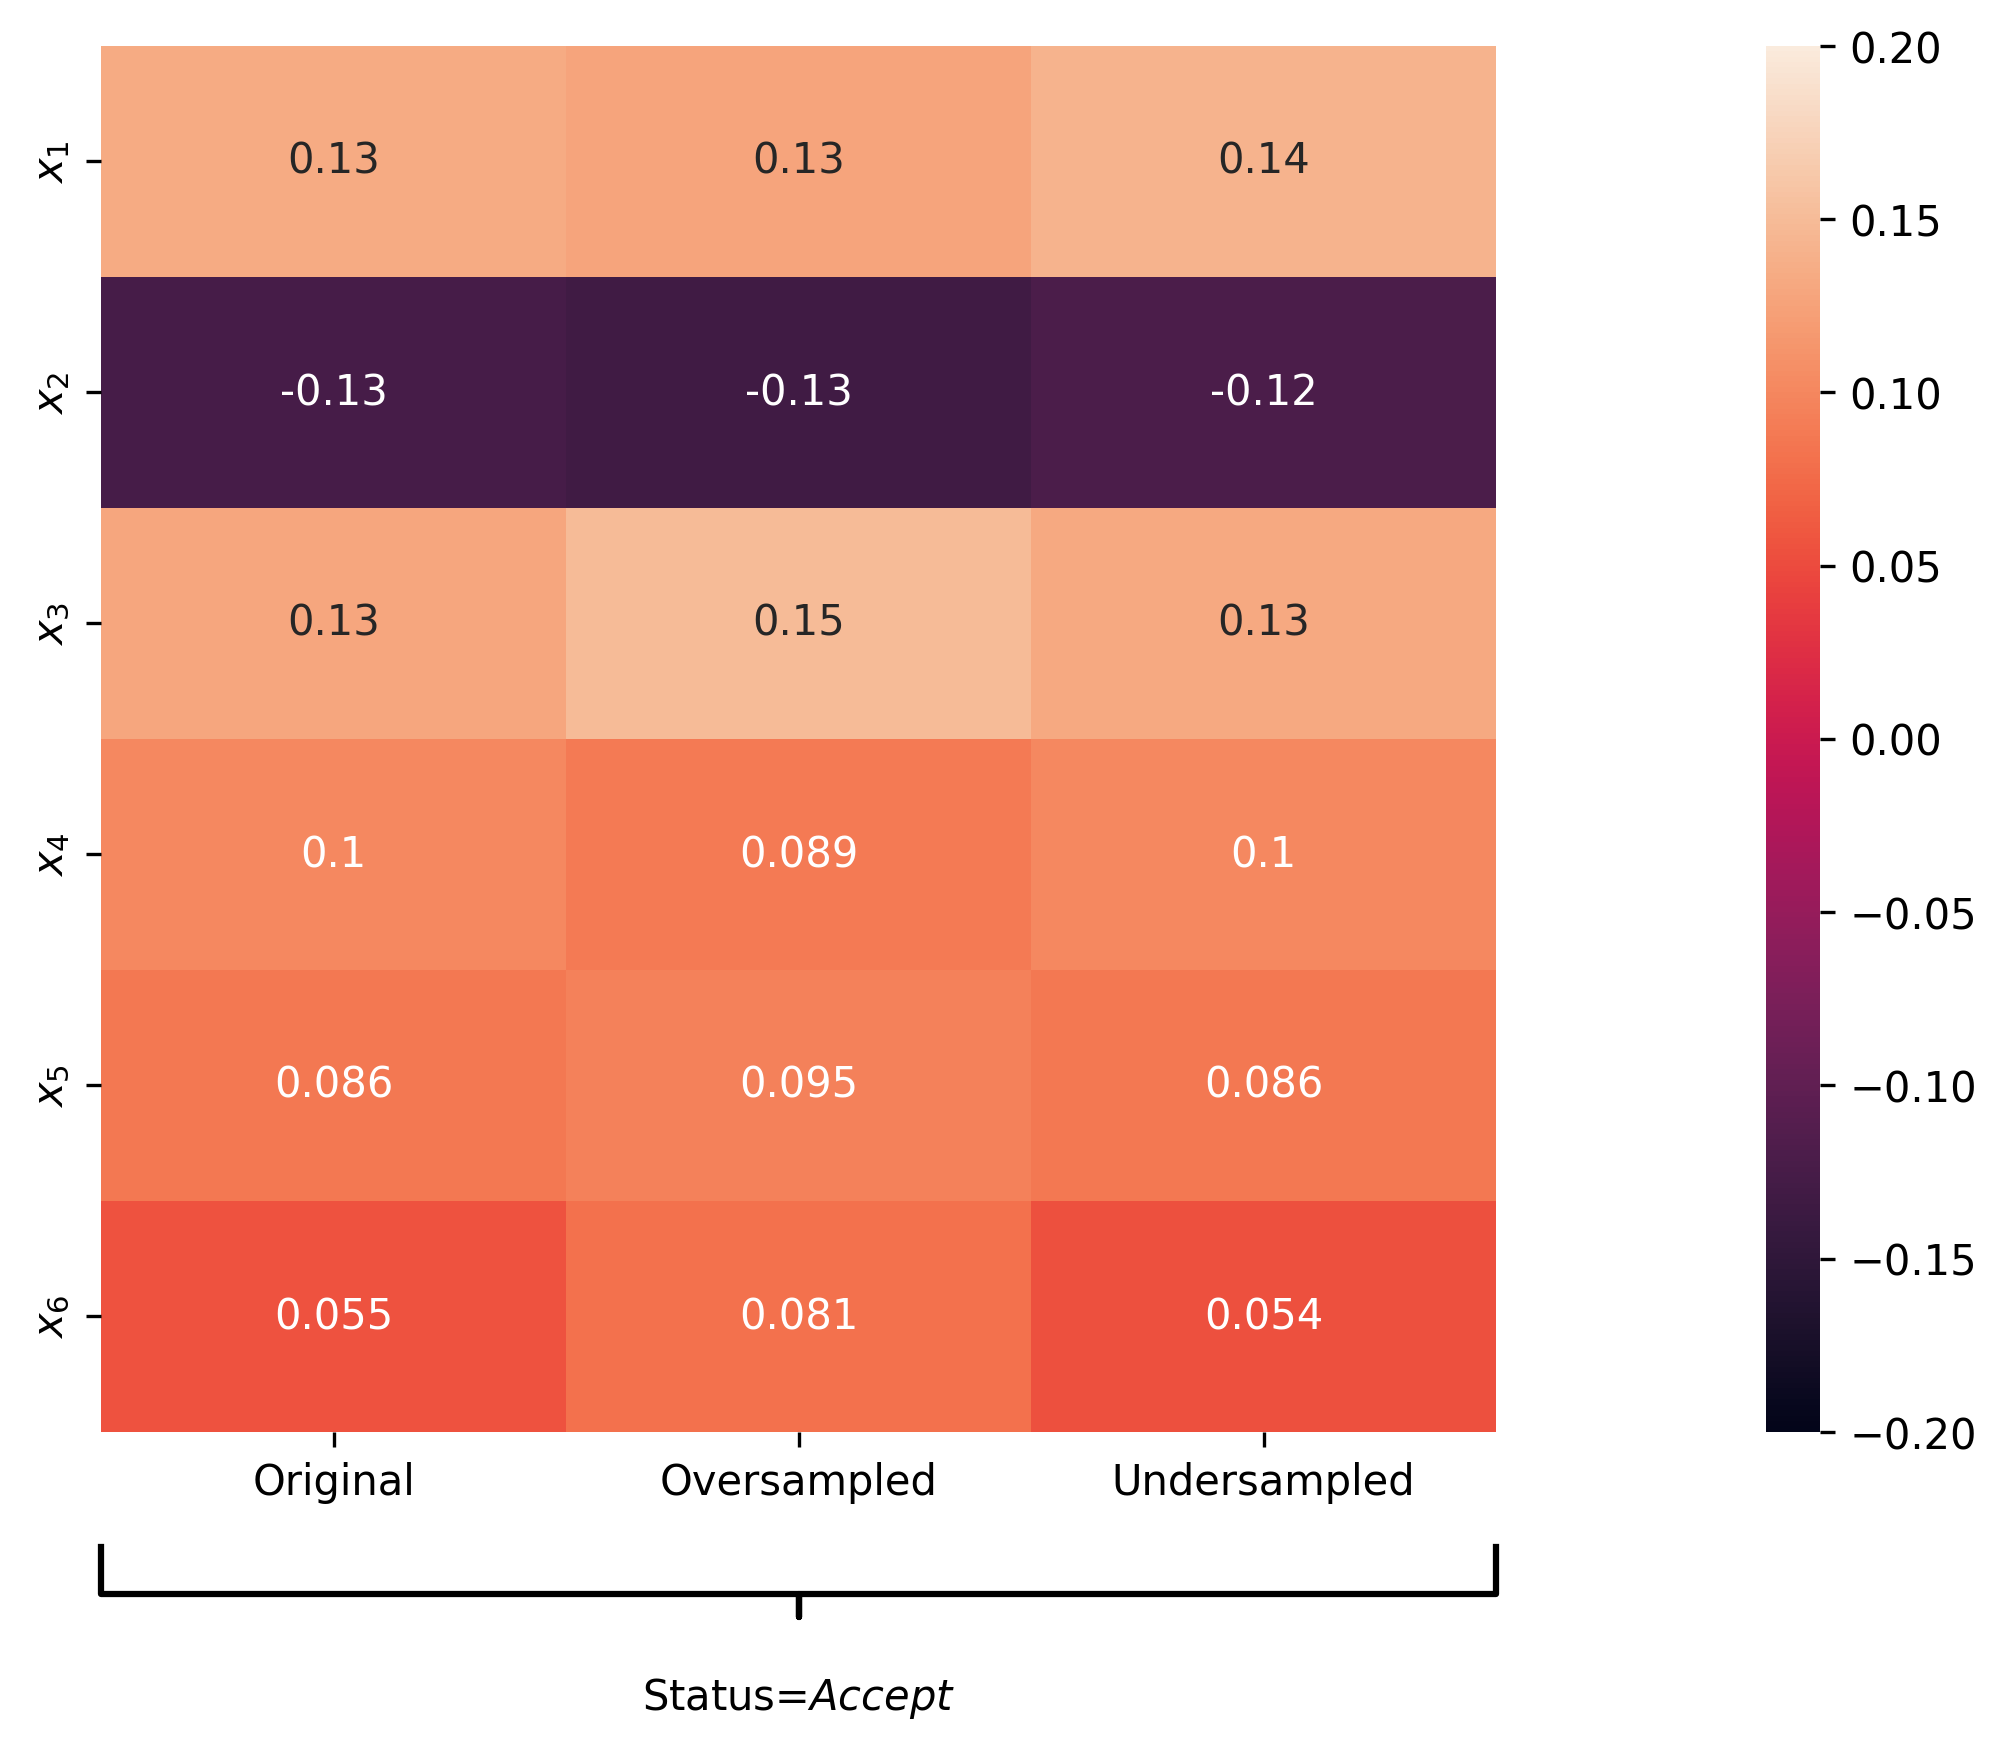 x1 0.13 0.13 0.14
x2 -0.13 -0.13 -0.12
x3 0.13 0.15 0.13
x4 0.1 0.089 0.1
x5 0.086 0.095 0.086
x6 0.055 0.081 0.054
Original Oversampled Undersampled
Status=Accept
0.20
0.15
0.10
0.05
0.00
−0.05
−0.10
−0.15
−0.20